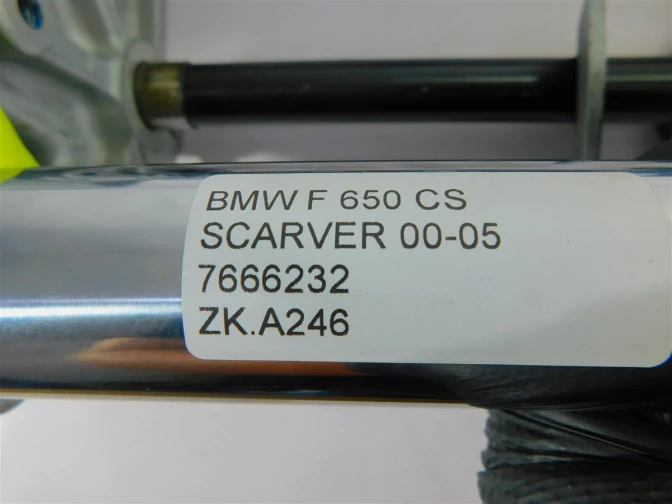 BMW F 650 CS
SCARVER 00-05
7666232
ZK.A246